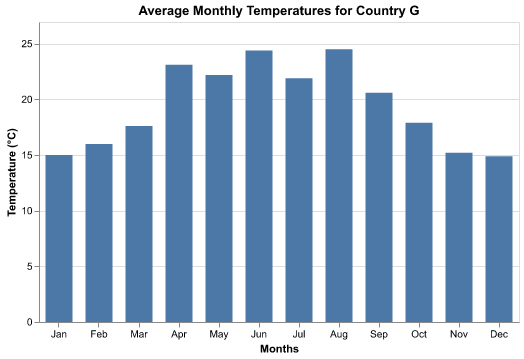 Average Monthly Temperatures for Country G
Temperature (°C)
25
20
15
10
5
0
Jan Feb Mar Apr May Jun Jul Aug Sep Oct Nov Dec
Months